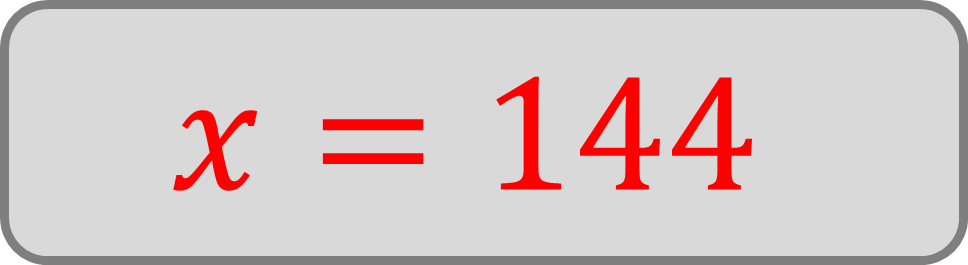 x = 144